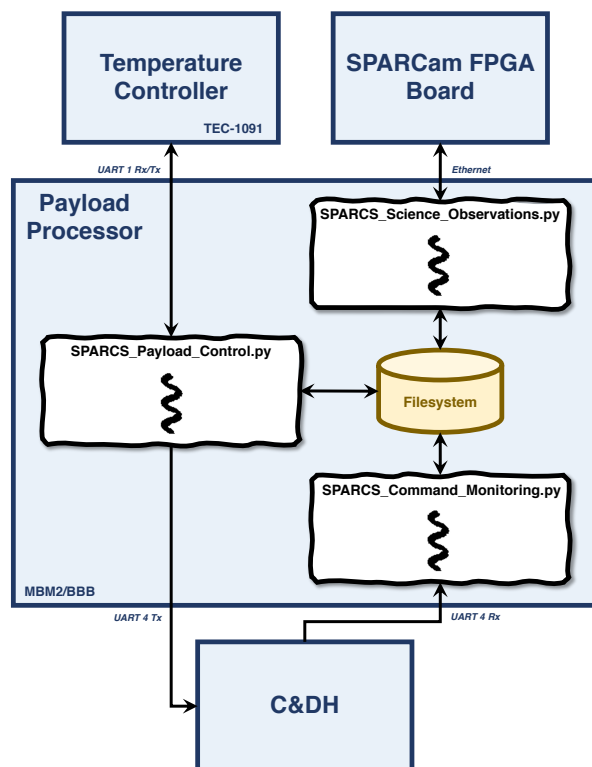 Temperature
Controller
TEC-1091
SPARCam FPGA
Board
UART 1 Rx/Tx
Ethernet
Payload
Processor
SPARCS_Science_Observations.py
SPARCS_Payload_Control.py
Filesystem
SPARCS_Command_Monitoring.py
MBM2/BBB
UART 4 Tx
UART 4 Rx
C&DH